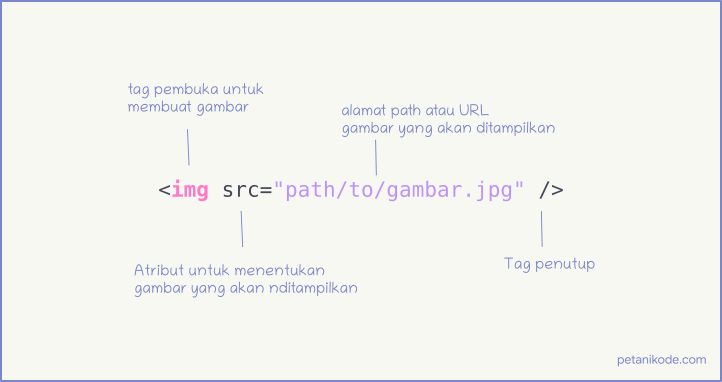 tag pembuka untuk
membuat gambar
alamat path atau URL
gambar yang akan ditampilkan
<img src="path/to/gambar.jpg" />
Atribut untuk menentukan
gambar yang akan nditampilkan
Tag penutup
petanikode.com